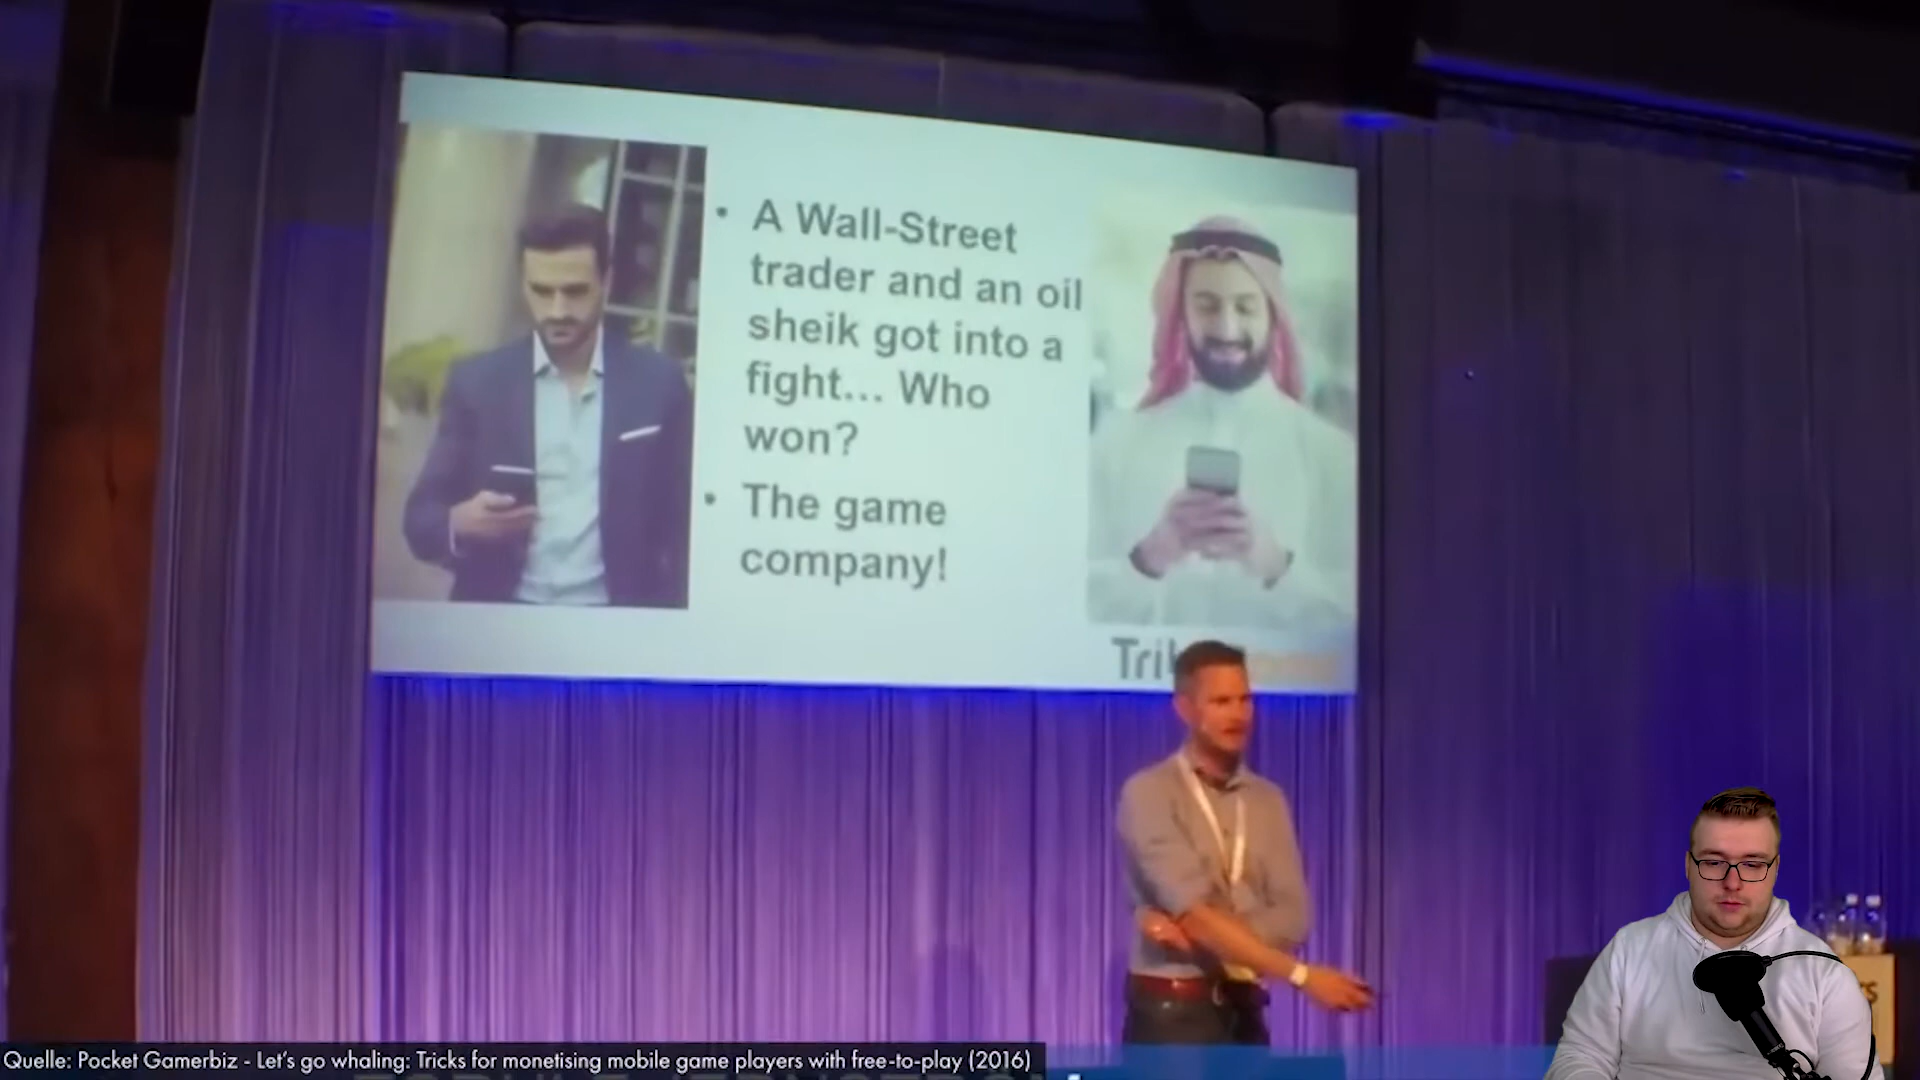 • A Wall-Street
trader and an oil
sheik got into a
fight... Who
won?
• The game
company!
Quelle: Pocket Gamerbiz - Let's go whaling: Tricks for monetising mobile game players with free-to-play (2016)